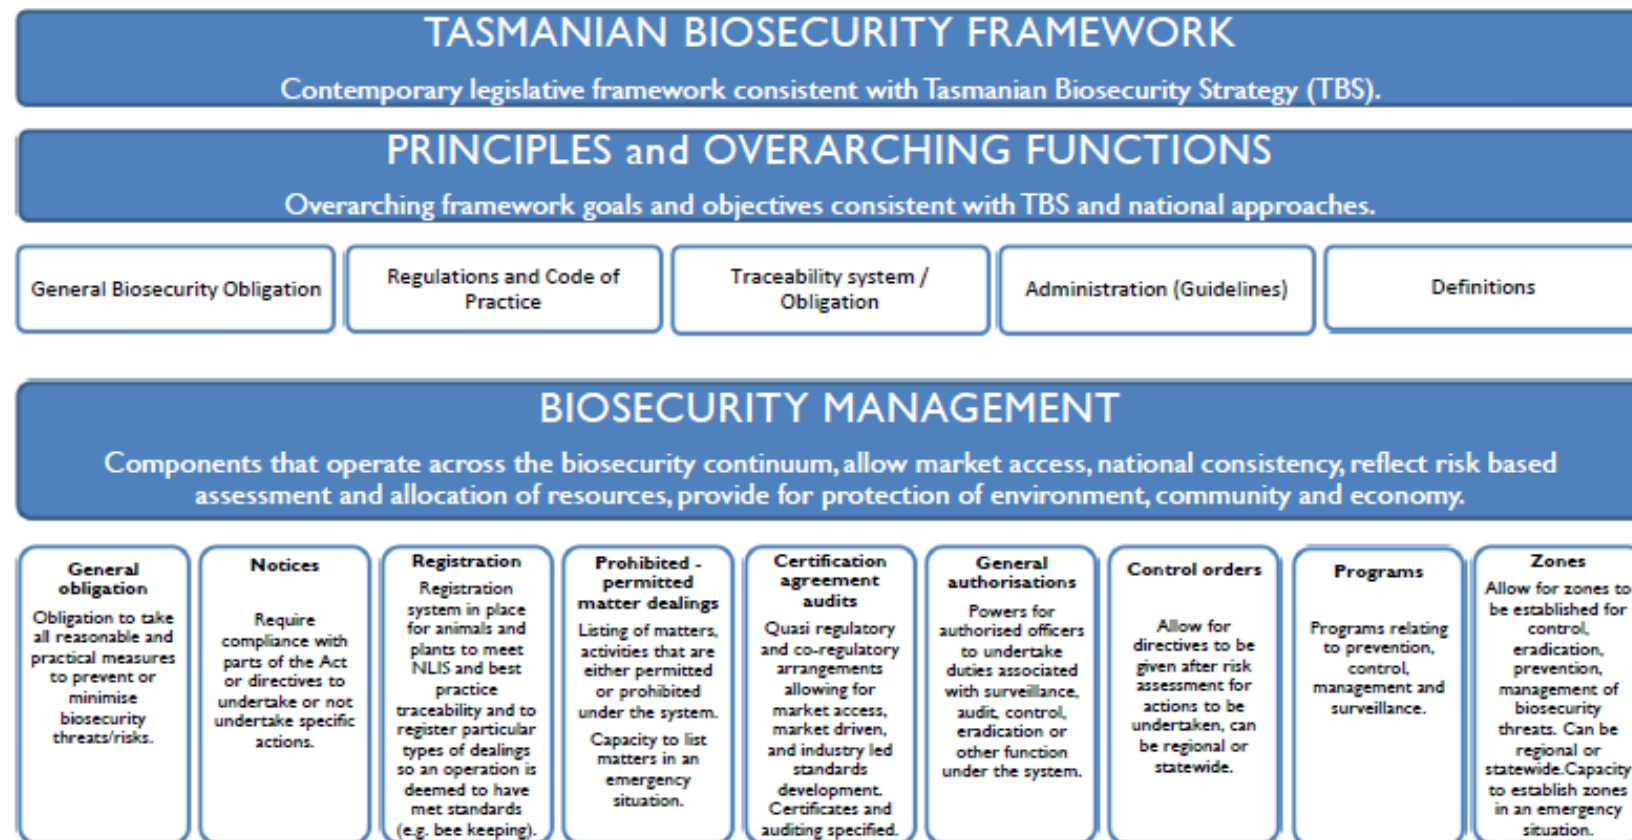 TASMANIAN BIOSECURITY FRAMEWORK
Contemporary legislative framework consistent with Tasmanian Biosecurity Strategy (TBS).
PRINCIPLES and OVERARCHING FUNCTIONS
Overarching framework goals and objectives consistent with TBS and national approaches.
General Biosecurity Obligation
Regulations and Code of
Practice
Traceability system /
Obligation
Administration (Guidelines)
Definitions
BIOSECURITY MANAGEMENT
Components that operate across the biosecurity continuum, allow market access, national consistency, reflect risk based
assessment and allocation of resources, provide for protection of environment, community and economy.
General
obligation
Obligation to take
all reasonable and
practical measures
to prevent or
minimise
biosecurity
threats/risks.
Notices
Require
compliance with
parts of the Act
or directives to
undertake or not
undertake specific
actions.
Registration
Registration
system in place
for animals and
plants to meet
NLIS and best
practice
traceability and to
register particular
types of dealings
so an operation is
deemed to have
met standards
(e.g. bee keeping).
Prohibited -
permitted
matter dealings
Listing of matters,
activities that are
either permitted
or prohibited
under the system.
Capacity to list
matters in an
emergency
situation.
Certification
agreement
audits
Quasi regulatory
and co-regulatory
arrangements
allowing for
market access,
market driven,
and industry led
standards
development.
Certificates and
auditing specified.
General
authorisations
Powers for
authorised officers
to undertake
duties associated
with surveillance,
audit, control,
eradication or
other function
under the system.
Control orders
Allow for
directives to be
given after risk
assessment for
actions to be
undertaken, can
be regional or
statewide.
Programs
Programs relating
to prevention,
control,
management and
surveillance.
Zones
Allow for zones to
be established for
control,
eradication,
prevention,
management of
biosecurity
threats. Can be
regional or
statewide.Capacity
to establish zones
in an emergency
situation.